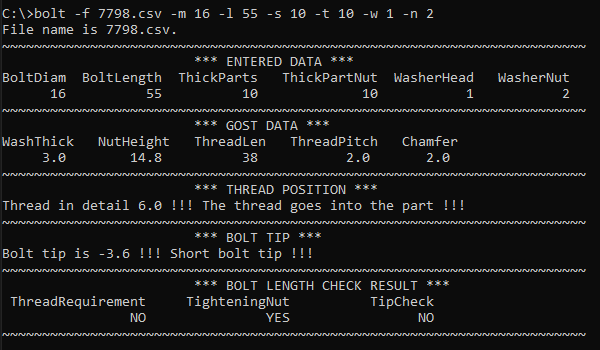 C:\>bolt -f 7798.csv -m 16 -l 55 -s 10 -t 10 -w 1 -n 2
File name is 7798.csv.
~~~~~~~~~~~~~~~~~~~~~~~~~~~~~~~~~~~~~~~~~~~~~~~~~~~~~~~~~~~~~~~~~~~~~~~~~
*** ENTERED DATA ***
BoltDiam  BoltLength  ThickParts   ThickPartNut  WasherHead   WasherNut
16          55          10             10           1           2
~~~~~~~~~~~~~~~~~~~~~~~~~~~~~~~~~~~~~~~~~~~~~~~~~~~~~~~~~~~~~~~~~~~~~~~~~
*** GOST DATA ***
WashThick   NutHeight   ThreadLen   ThreadPitch   Chamfer
3.0        14.8          38           2.0       2.0
~~~~~~~~~~~~~~~~~~~~~~~~~~~~~~~~~~~~~~~~~~~~~~~~~~~~~~~~~~~~~~~~~~~~~~~~~
*** THREAD POSITION ***
Thread in detail 6.0 !!! The thread goes into the part !!!
~~~~~~~~~~~~~~~~~~~~~~~~~~~~~~~~~~~~~~~~~~~~~~~~~~~~~~~~~~~~~~~~~~~~~~~~~
*** BOLT TIP ***
Bolt tip is -3.6 !!! Short bolt tip !!!
~~~~~~~~~~~~~~~~~~~~~~~~~~~~~~~~~~~~~~~~~~~~~~~~~~~~~~~~~~~~~~~~~~~~~~~~~
*** BOLT LENGTH CHECK RESULT ***
ThreadRequirement     TighteningNut          TipCheck
NO               YES                NO
~~~~~~~~~~~~~~~~~~~~~~~~~~~~~~~~~~~~~~~~~~~~~~~~~~~~~~~~~~~~~~~~~~~~~~~~~